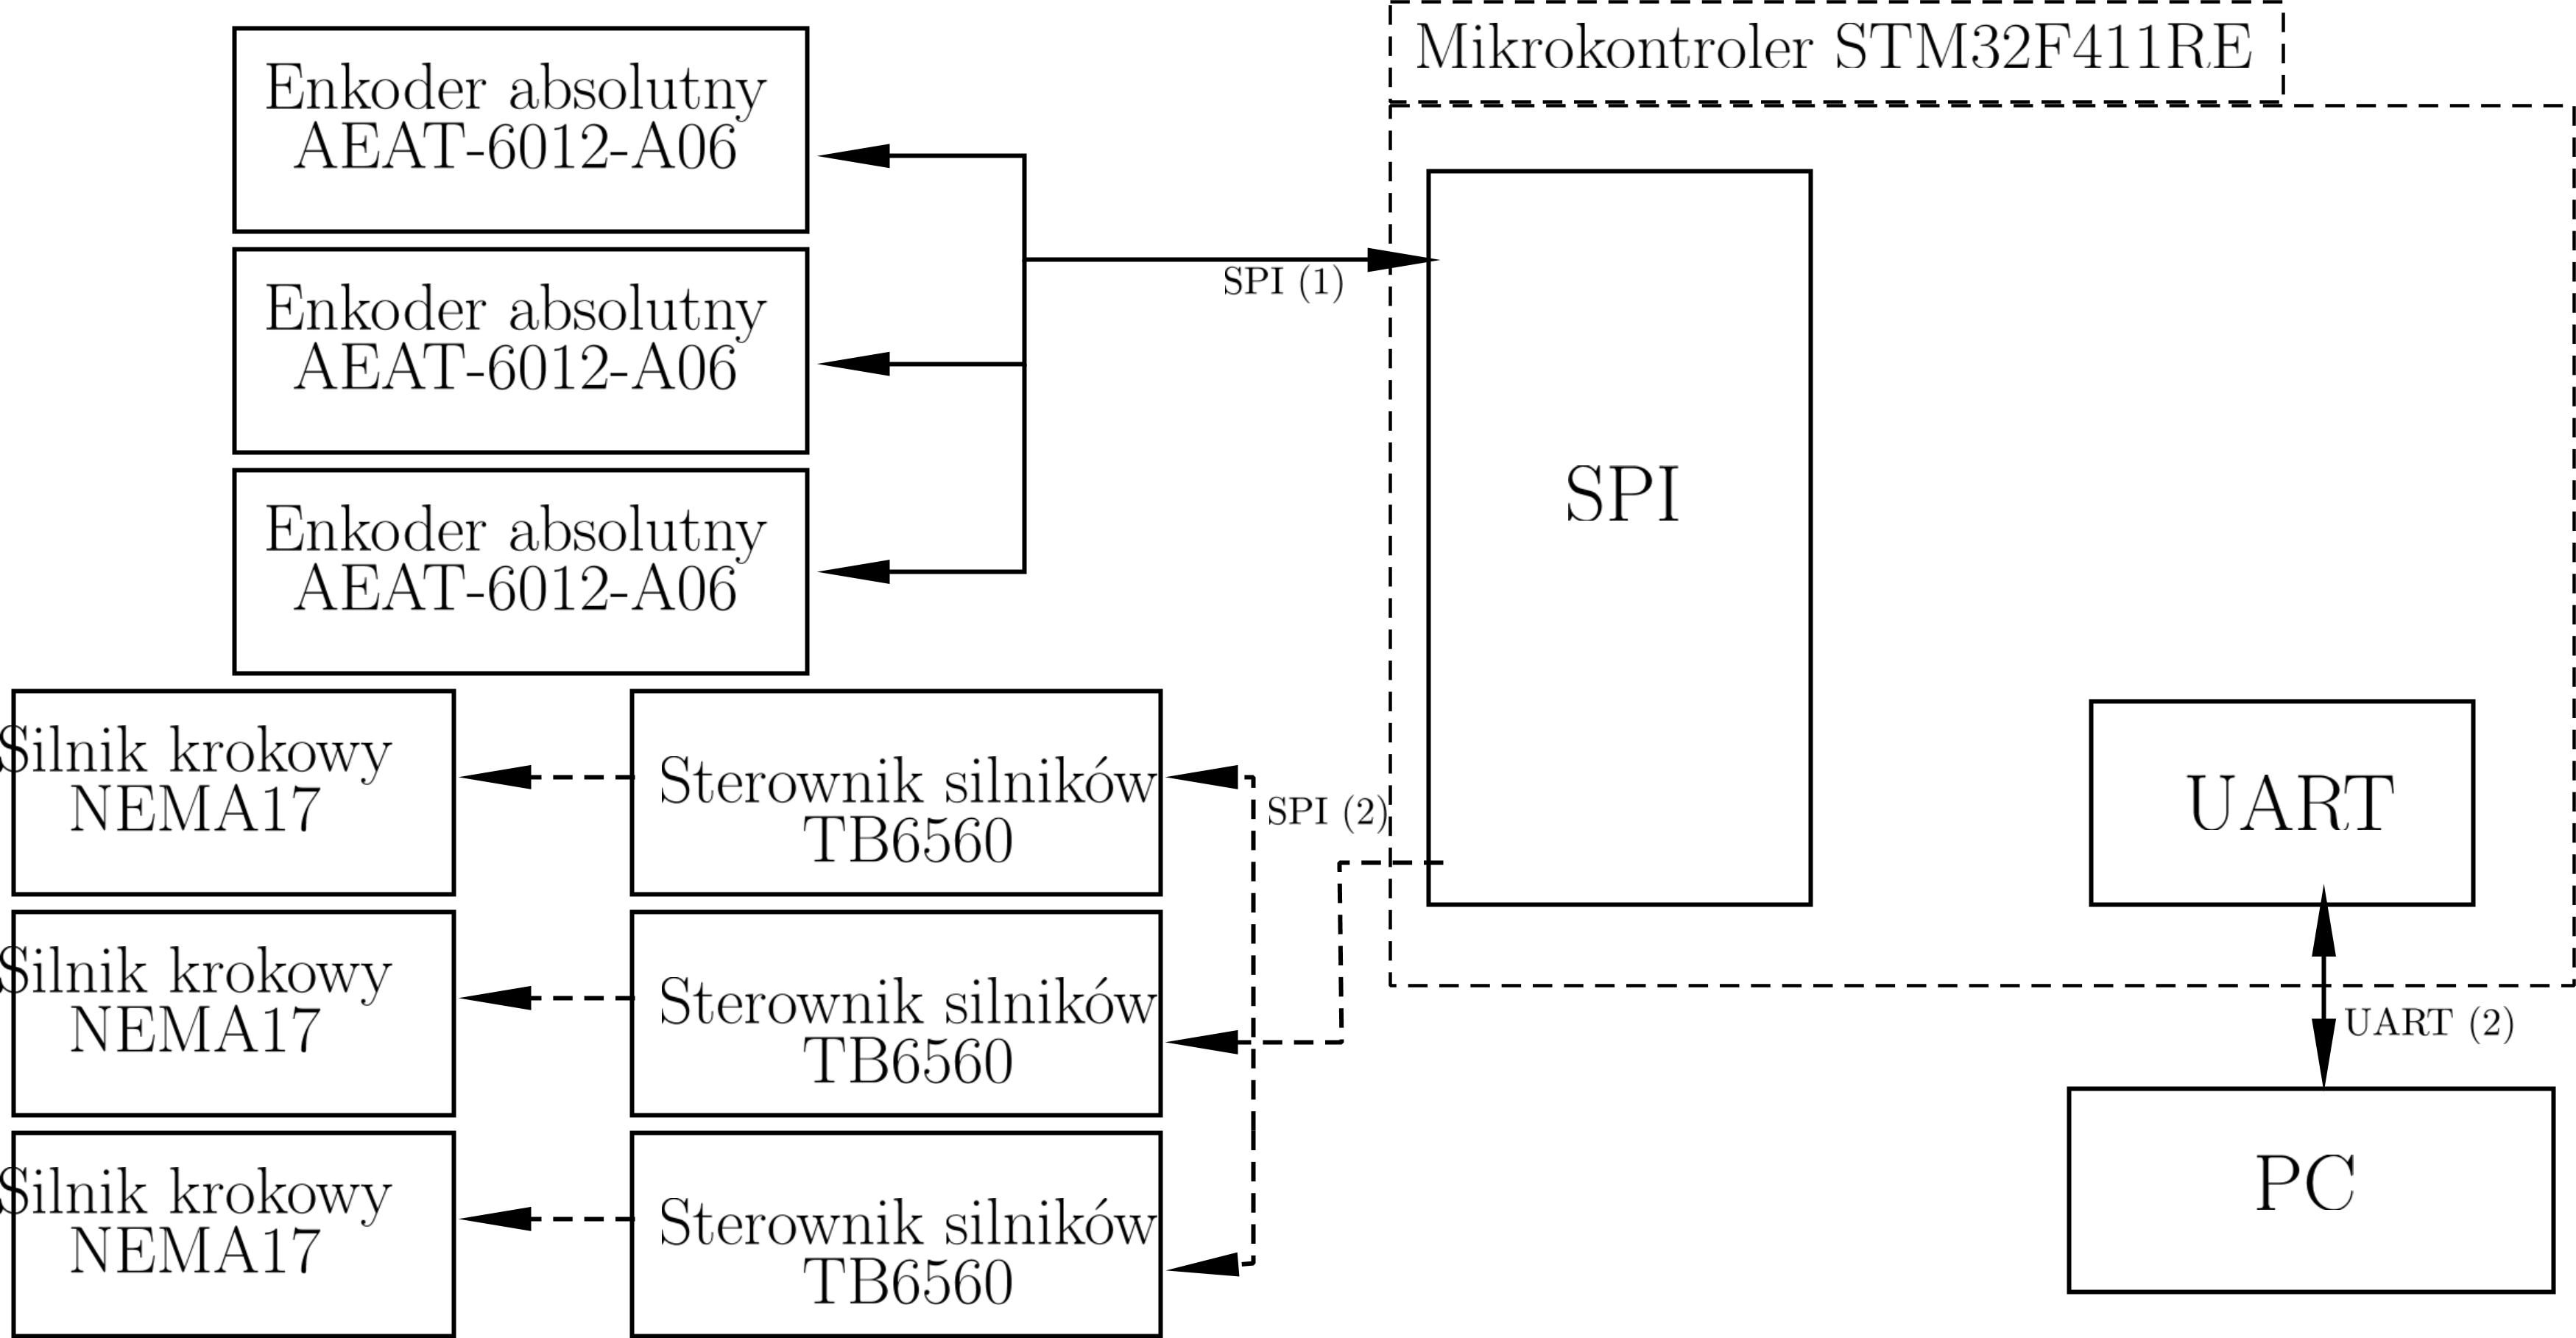 Mikrokontroler STM32F411RE
Enkoder absolutny
AEAT-6012-A06
SPI (1)
Enkoder absolutny
AEAT-6012-A06
SPI
Enkoder absolutny
AEAT-6012-A06
Silnik krokowy
NEMA17
Sterownik silników
TB6560
SPI (2)
UART
Silnik krokowy
NEMA17
Sterownik silników
TB6560
UART (2)
Silnik krokowy
NEMA17
Sterownik silników
TB6560
PC